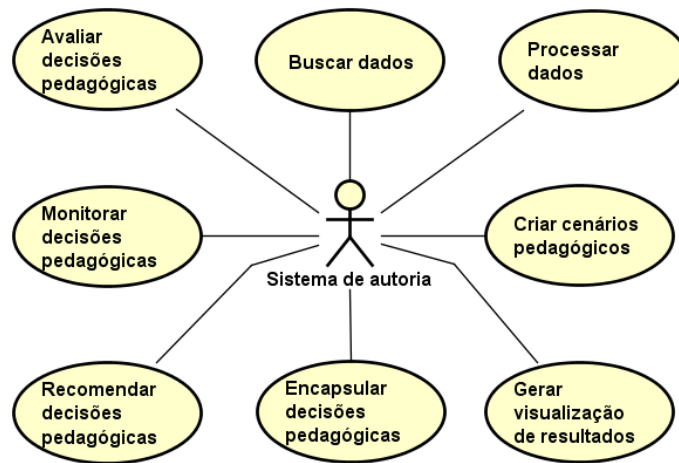 Avaliar
decisões
pedagógicas
Buscar dados
Processar
dados
Monitorar
decisões
pedagógicas
Criar cenários
pedagógicos
Sistema de autoria
Recomendar
decisões
pedagógicas
Encapsular
decisões
pedagógicas
Gerar
visualização
de resultados